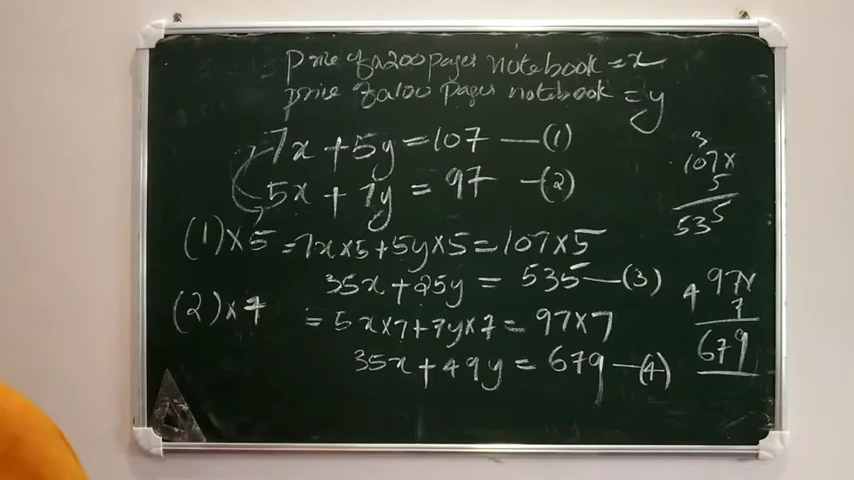 price of a 200 pages notebook = x
price of a 100 pages notebook = y
7x + 5y = 107 — (1)
5x + 7y = 97 — (2)
(1) × 5 = 7x × 5 + 5y × 5 = 107 × 5
35x + 25y = 535 — (3)
(2) × 7 = 5x × 7 + 7y × 7 = 97 × 7
35x + 49y = 679 — (4)
3
107 ×
5
535
4 97 ×
7
679